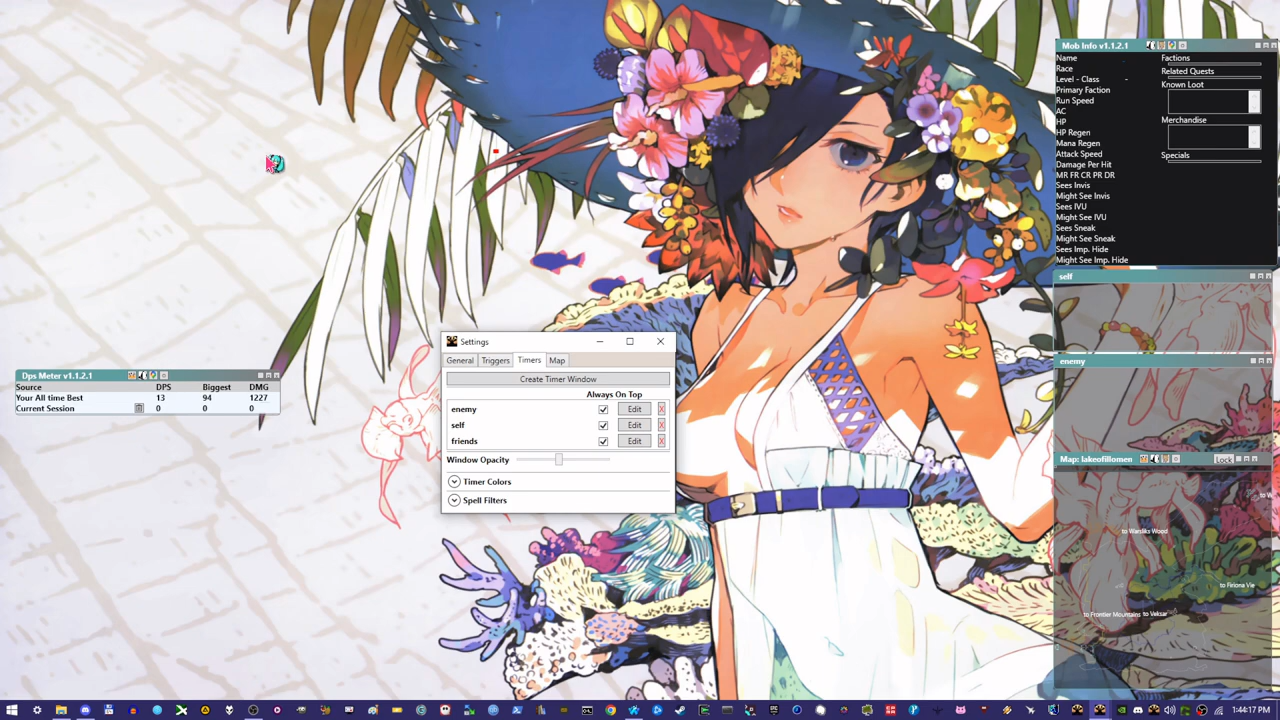 Mob Info v1.1.2.1
Name
Race
Level - Class -
Primary Faction
Run Speed
AC
HP
HP Regen
Mana Regen
Attack Speed
Damage Per Hit
MR FR CR PR DR
Sees Invis
Might See Invis
Sees IVU
Might See IVU
Sees Sneak
Might See Sneak
Sees Imp. Hide
Might See Imp. Hide
Factions
Related Quests
Known Loot
Merchandise
Specials
self
enemy
Map: lakeofillomen Lock
to Warsliks Wood
to Firiona Vie
to Frontier Mountains to Veksar
Settings
General Triggers Timers Map
Create Timer Window
Always On Top
enemy Edit X
self Edit X
friends Edit X
Window Opacity
Timer Colors
Spell Filters
Dps Meter v1.1.2.1
Source DPS Biggest DMG
Your All time Best 13 94 1227
Current Session 0 0 0
1:44:17 PM